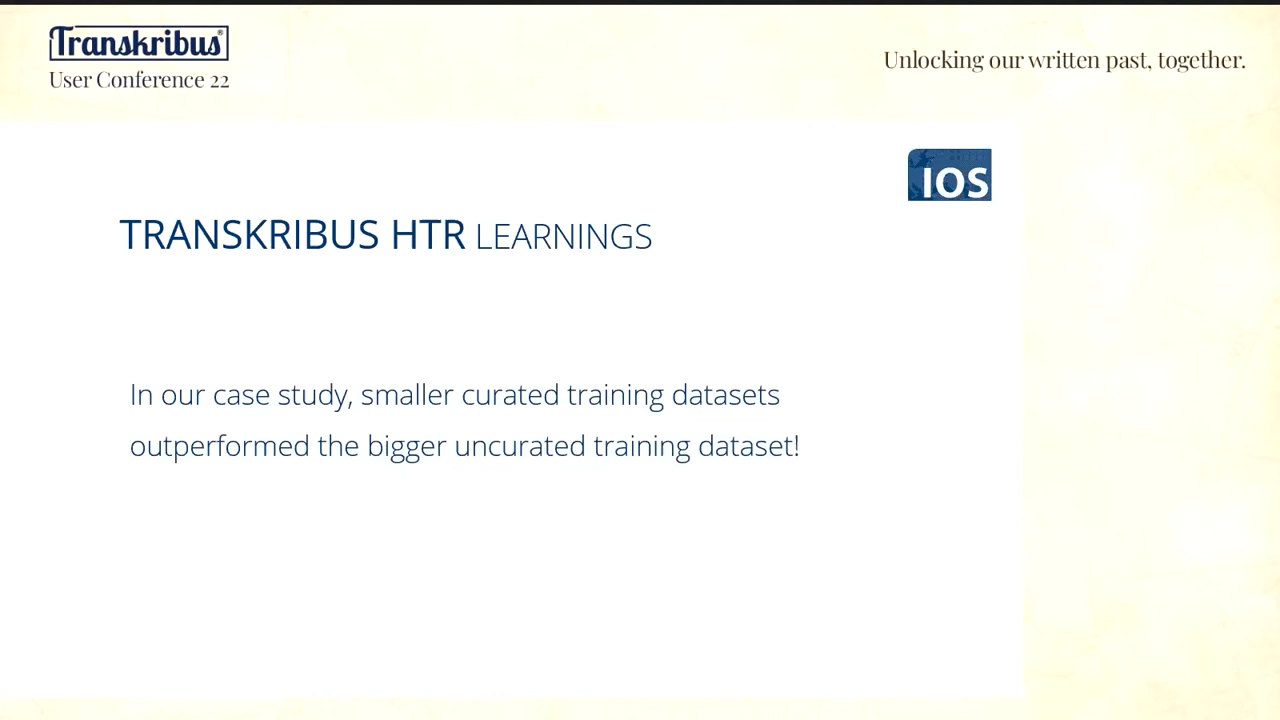 Transkribus®
User Conference 22
Unlocking our written past, together.
IOS
TRANSKRIBUS HTR LEARNINGS
In our case study, smaller curated training datasets
outperformed the bigger uncurated training dataset!